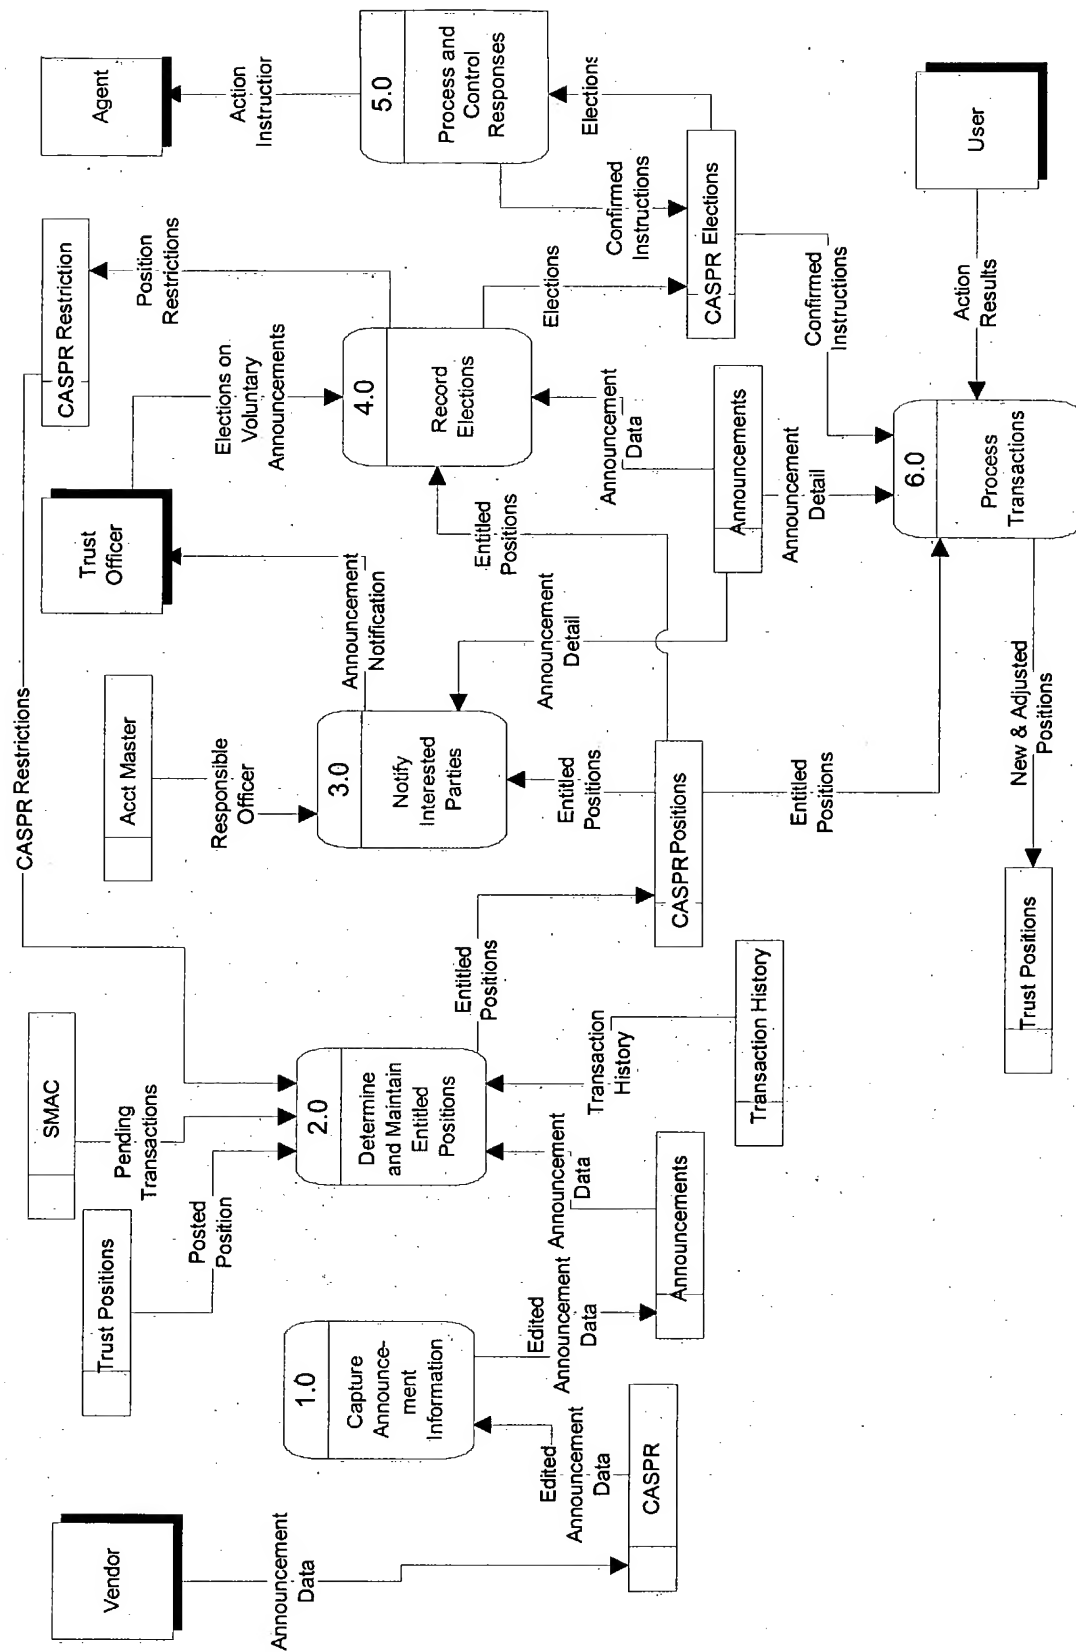 Vendor
Announcement
Data
CASPR
Edited
Announcement
Data
1.0
Capture
Announce-
ment
Information
Edited
Announcement
Data
Announcements
Announcement
Data
Trust Positions
Posted
Position
SMAC
Pending
Transactions
CASPR Restrictions
2.0
Determine
and Maintain
Entitled
Positions
Transaction
History
Transaction History
Entitled
Positions
CASPR Positions
Acct Master
Responsible
Officer
3.0
Notify
Interested
Parties
Entitled
Positions
Announcement
Notification
Announcement
Detail
Trust
Officer
Elections on
Voluntary
Announcements
CASPR Restriction
Position
Restrictions
4.0
Record
Elections
Entitled
Positions
Announcement
Data
Announcements
Announcement
Detail
Elections
CASPR Elections
Confirmed
Instructions
Elections
5.0
Process and
Control
Responses
Action
Instruction
Agent
Entitled
Positions
Confirmed
Instructions
6.0
Process
Transactions
Action
Results
User
New & Adjusted
Positions
Trust Positions